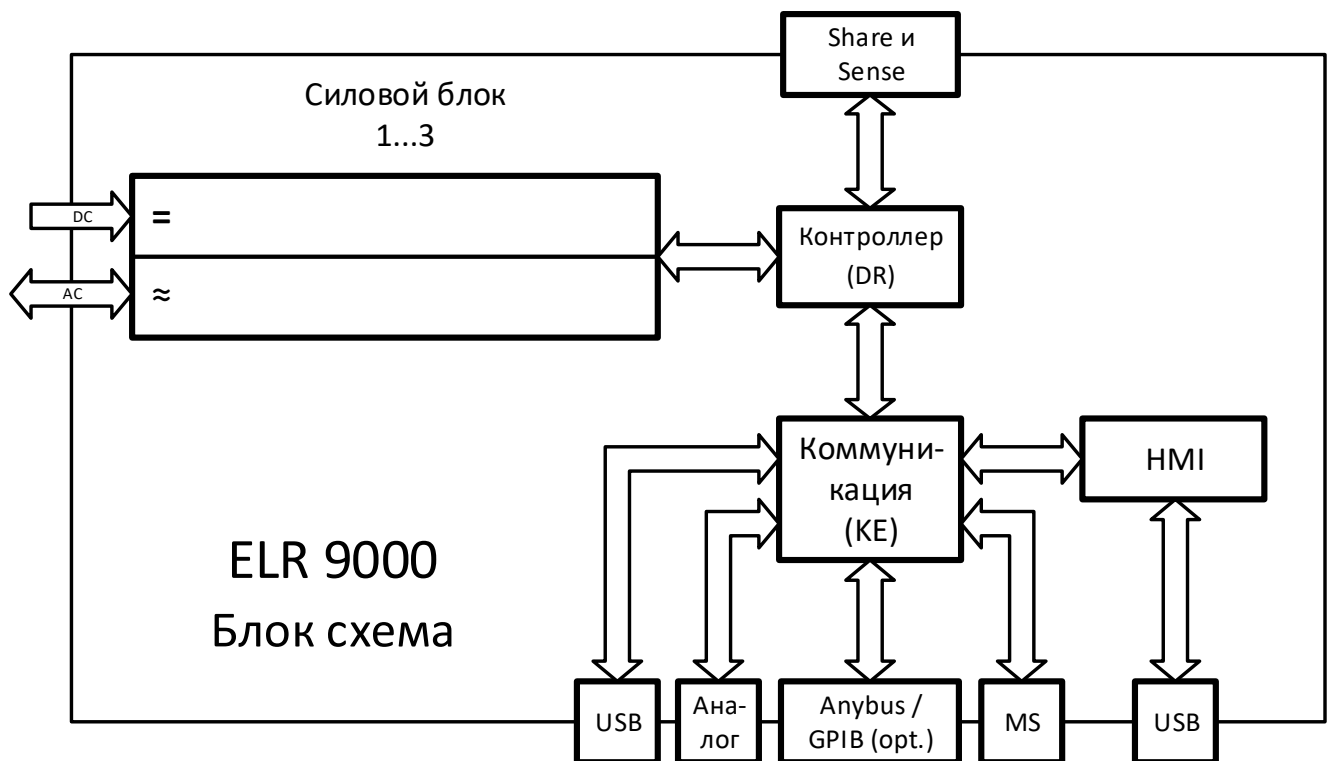 Share и
Sense
Силовой блок
1...3
DC
=
Контроллер
(DR)
AC
≈
Коммуни-
кация
(KE)
HMI
ELR 9000
Блок схема
USB
Ана-
лог
Anybus /
GPIB (opt.)
MS
USB